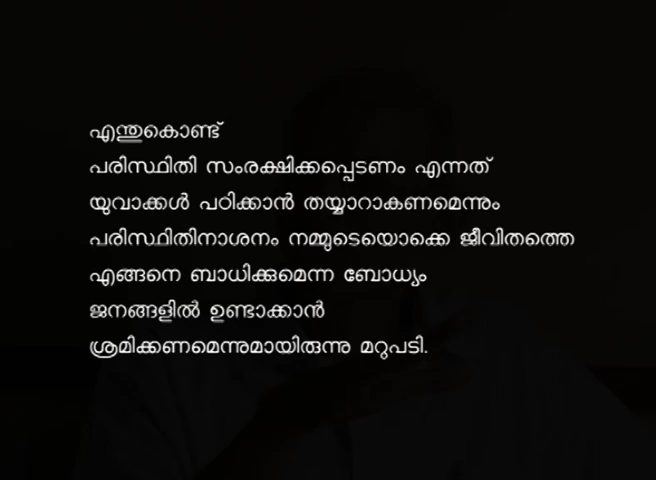 എന്തുകൊണ്ട്
പരിസ്ഥിതി സംരക്ഷിക്കപ്പെടണം എന്നത്
യുവാക്കൾ പഠിക്കാൻ തയ്യാറാകണമെന്നും
പരിസ്ഥിതിനാശനം നമ്മുടെയൊക്കെ ജീവിതത്തെ
എങ്ങനെ ബാധിക്കുമെന്ന ബോധ്യം
ജനങ്ങളിൽ ഉണ്ടാക്കാൻ
ശ്രമിക്കണമെന്നുമായിരുന്നു മറുപടി.